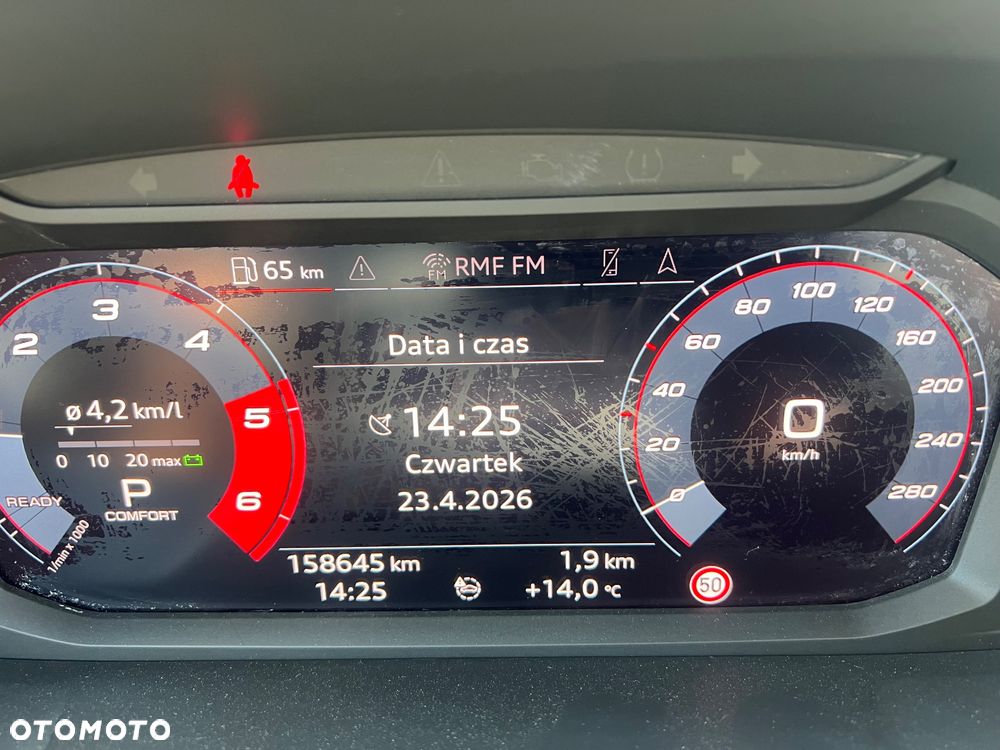 65 km
FM
RMF FM
Data i czas
14:25
Czwartek
23.4.2026
158645 km
1,9 km
14:25
+14,0 °C
50
2
3
4
5
6
ø 4,2 km/l
0 10 20 max
P
COMFORT
READY
1/min x 1000
0
20
40
60
80
100
120
160
200
240
280
0
km/h
OTOMOTO